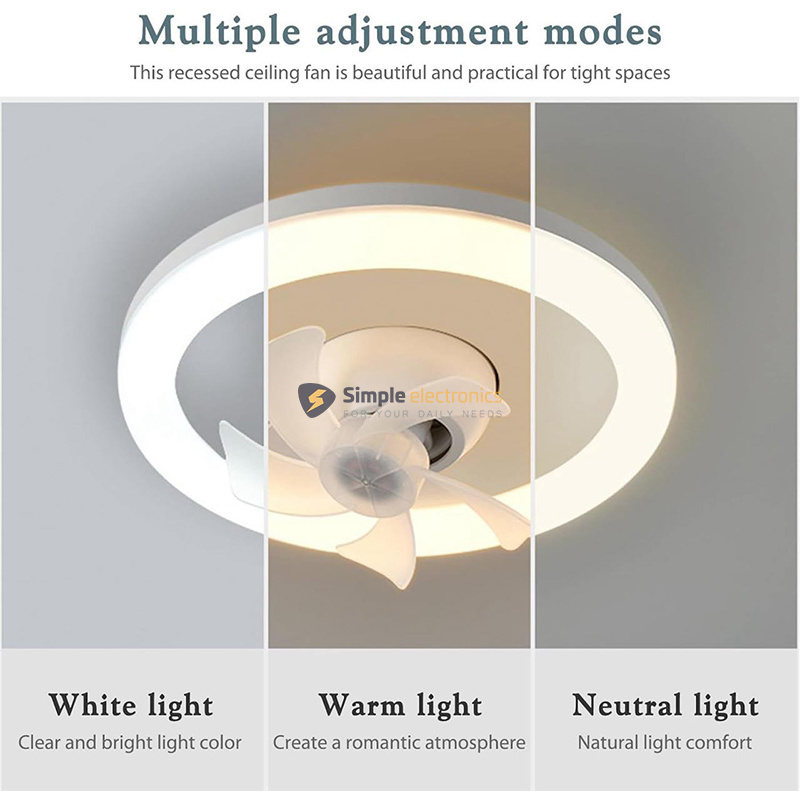 Multiple adjustment modes
This recessed ceiling fan is beautiful and practical for tight spaces
Simple electronics
FOR YOUR DAILY NEEDS
White light
Clear and bright light color
Warm light
Create a romantic atmosphere
Neutral light
Natural light comfort